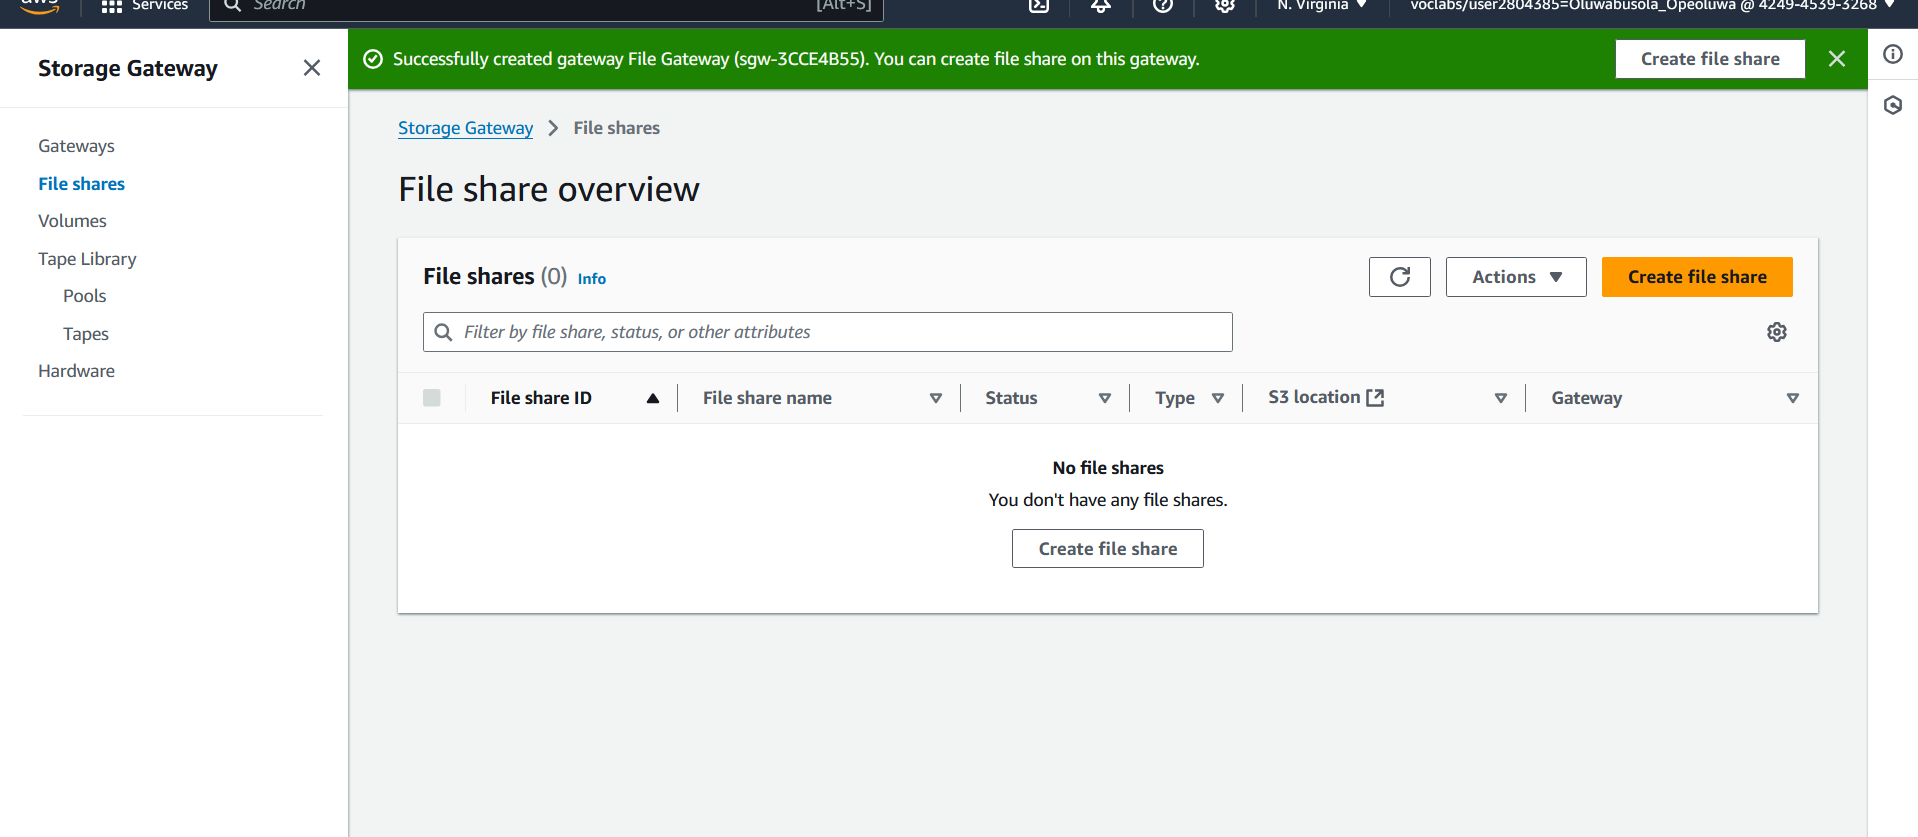 aws
Services
Search
[Alt+S]
N. Virginia
voclabs/user2804385=Oluwabusola_Opeoluwa @ 4249-4539-3268
Storage Gateway
Gateways
File shares
Volumes
Tape Library
Pools
Tapes
Hardware
Successfully created gateway File Gateway (sgw-3CCE4B55). You can create file share on this gateway.
Create file share
Storage Gateway > File shares
File share overview
File shares (0) Info
Actions
Create file share
Filter by file share, status, or other attributes
File share ID File share name Status Type S3 location Gateway
No file shares
You don't have any file shares.
Create file share